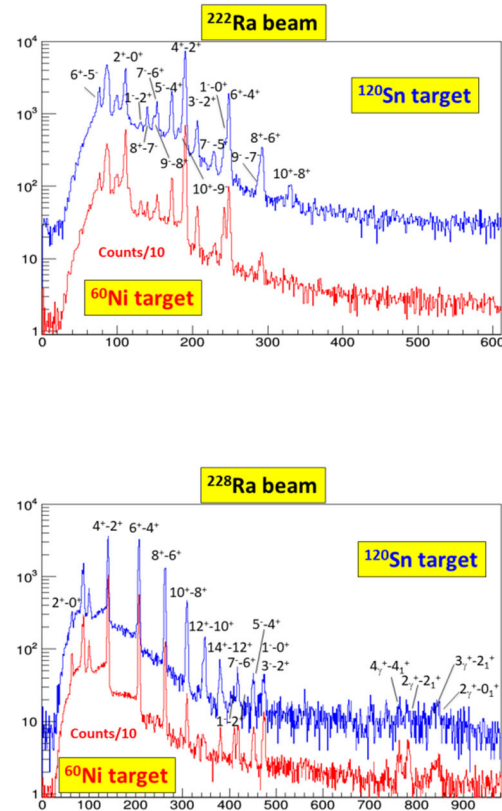 ²²²Ra beam
10⁴
10³
10²
10
1
4⁺-2⁺
2⁺-0⁺
6⁺-5⁻
7⁻-6⁺
5⁻-4⁺
1⁻-0⁺
6⁺-4⁺
1⁻-2⁺
3⁻-2⁺
¹²⁰Sn target
8⁺-7⁻
9⁻-8⁺
7⁻-5⁻
8⁺-6⁺
9⁻-7⁻
10⁺-9⁻
10⁺-8⁺
Counts/10
⁶⁰Ni target
0 100 200 300 400 500 600
²²⁸Ra beam
10⁴
10³
10²
10
1
4⁺-2⁺
6⁺-4⁺
¹²⁰Sn target
8⁺-6⁺
2⁺-0⁺
10⁺-8⁺
12⁺-10⁺
14⁺-12⁺
5⁻-4⁺
1⁻-0⁺
7⁻-6⁺
3⁻-2⁺
4ᵧ⁺-4₁⁺
3ᵧ⁺-2₁⁺
2ᵧ⁺-2₁⁺
2ᵧ⁺-0₁⁺
Counts/10
1⁻-2⁺
⁶⁰Ni target
0 100 200 300 400 500 600 700 800 900